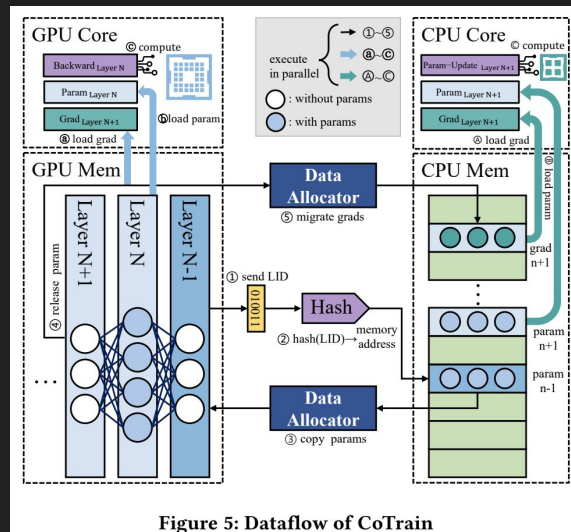 GPU Core
ⓒ compute
Backward Layer N
Param Layer N
Grad Layer N+1
ⓑ load param
ⓐ load grad
execute
in parallel
①~⑤
ⓐ~ⓒ
Ⓐ~Ⓒ
: without params
: with params
CPU Core
Ⓒ compute
Param-Update Layer N+1
Param Layer N+1
Grad Layer N+1
Ⓐ load grad
Ⓑ load param
GPU Mem
Layer N+1
Layer N
Layer N-1
④ release param
...
Data
Allocator
⑤ migrate grads
① send LID
010011
Hash
② hash(LID)→ memory
address
Data
Allocator
③ copy params
CPU Mem
grad
n+1
...
param
n+1
param
n-1
...
Figure 5: Dataflow of CoTrain